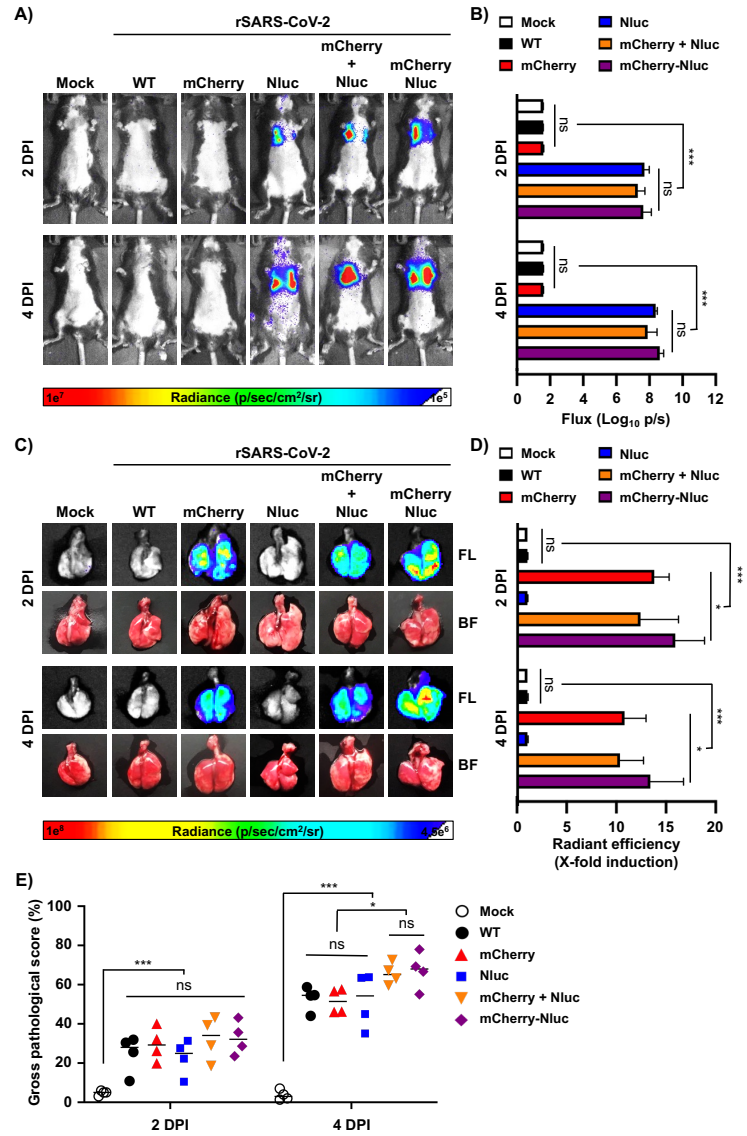 A)
rSARS-CoV-2
Mock
WT
mCherry
Nluc
mCherry
+
Nluc
mCherry
Nluc
2 DPI
4 DPI
1e7
Radiance (p/sec/cm2/sr)
1e5
B)
Mock
WT
mCherry
Nluc
mCherry + Nluc
mCherry-Nluc
2 DPI
ns
***
ns
4 DPI
ns
***
ns
0 2 4 6 8 10 12
Flux (Log10 p/s)
C)
rSARS-CoV-2
Mock
WT
mCherry
Nluc
mCherry
+
Nluc
mCherry
Nluc
2 DPI
FL
BF
4 DPI
FL
BF
1e8
Radiance (p/sec/cm2/sr)
D)
Mock
WT
mCherry
Nluc
mCherry + Nluc
mCherry-Nluc
2 DPI
ns
***
*
4 DPI
ns
***
*
0 5 10 15 20
Radiant efficiency
(X-fold induction)
E)
Gross pathological score (%)
100
80
60
40
20
0
***
ns
***
*
ns
ns
2 DPI
4 DPI
Mock
WT
mCherry
Nluc
mCherry + Nluc
mCherry-Nluc